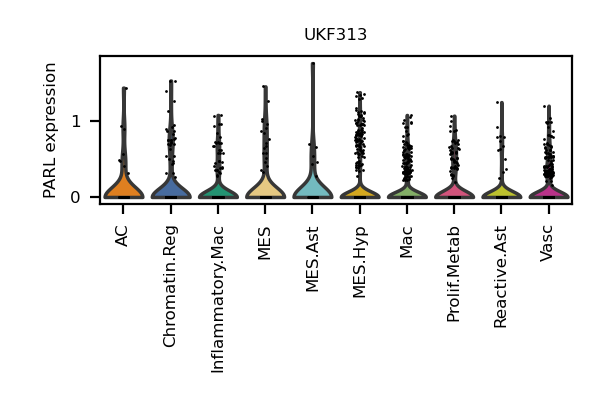 UKF313
PARL expression
1
0
AC
Chromatin.Reg
Inflammatory.Mac
MES
MES.Ast
MES.Hyp
Mac
Prolif.Metab
Reactive.Ast
Vasc